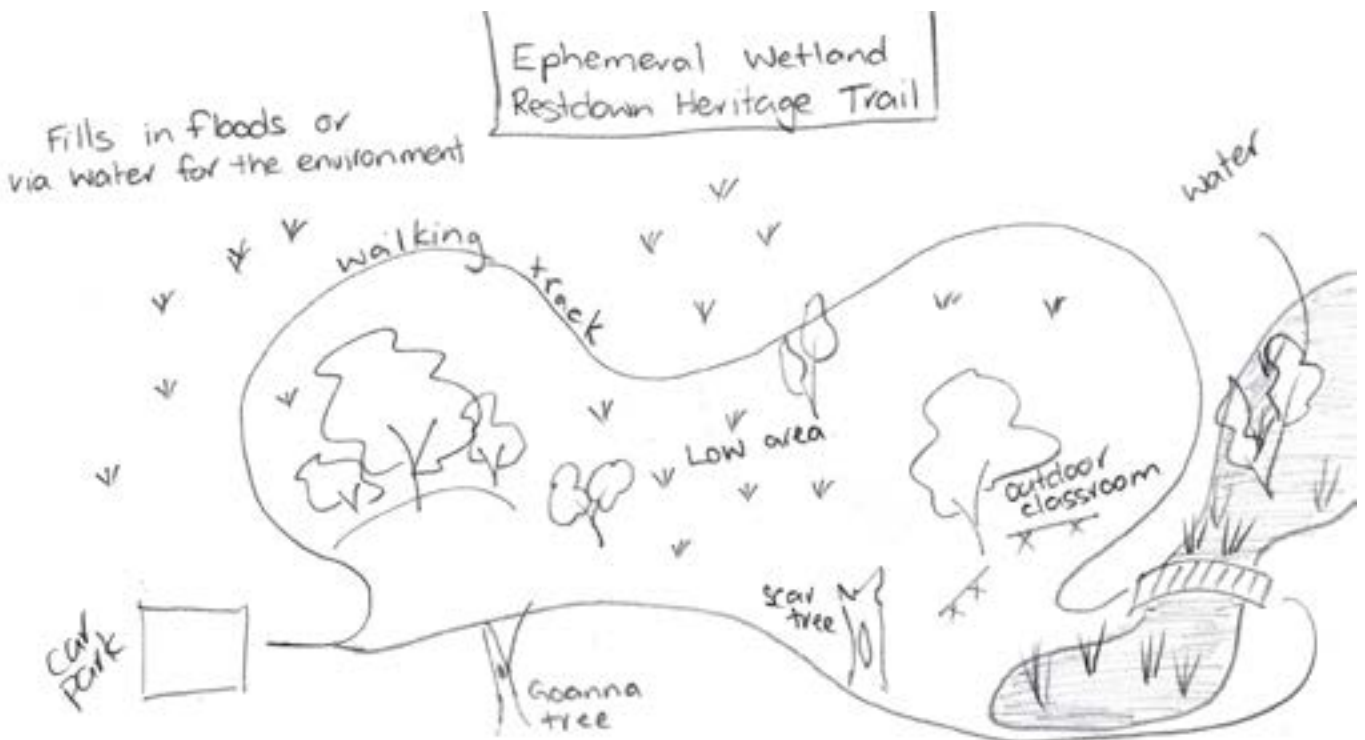 Ephemeral Wetland
Restdown Heritage Trail
Fills in floods or
via water for the environment
water
walking
track
Low area
outdoor
classroom
scar
tree
car
park
Goanna
tree